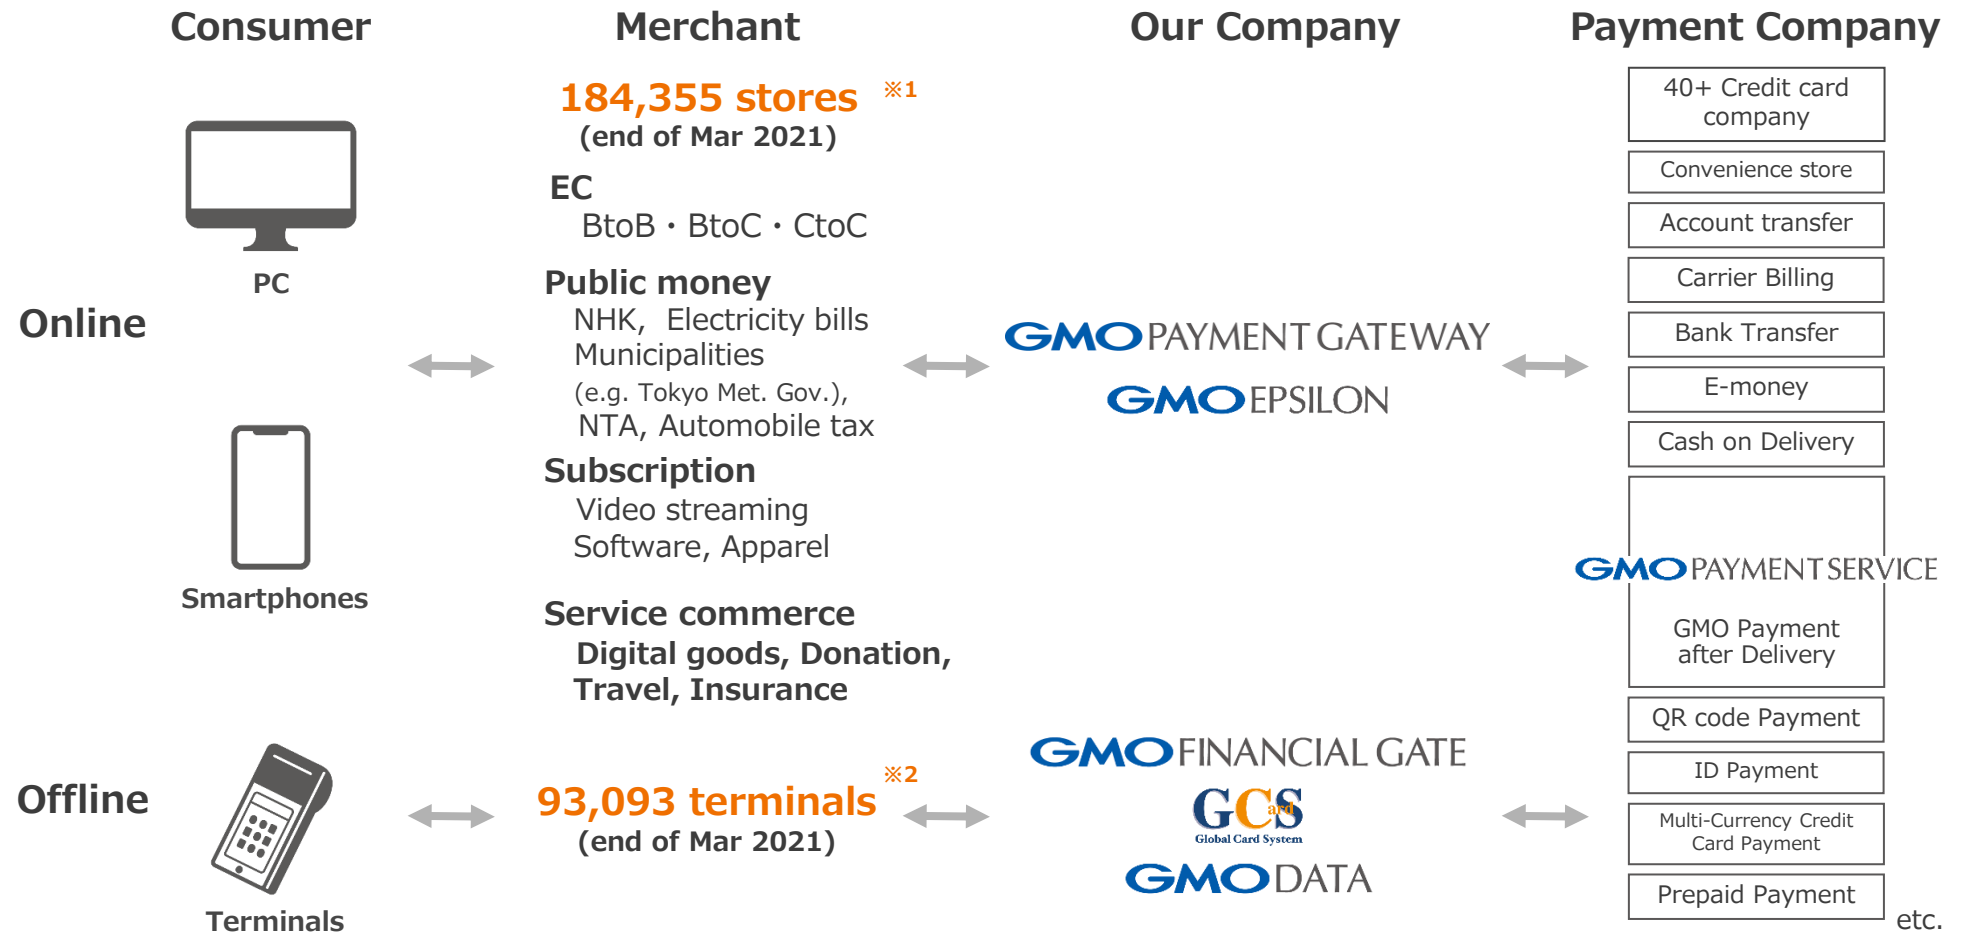 Consumer
Merchant
Our Company
Payment Company
184,355 stores ※1
(end of Mar 2021)
EC
BtoB・BtoC・CtoC
Public money
NHK, Electricity bills
Municipalities
(e.g. Tokyo Met. Gov.),
NTA, Automobile tax
Subscription
Video streaming
Software, Apparel
Service commerce
Digital goods, Donation,
Travel, Insurance
PC
Online
Smartphones
GMO PAYMENT GATEWAY
GMO EPSILON
40+ Credit card
company
Convenience store
Account transfer
Carrier Billing
Bank Transfer
E-money
Cash on Delivery
GMO PAYMENT SERVICE
GMO Payment
after Delivery
QR code Payment
ID Payment
Multi-Currency Credit
Card Payment
Prepaid Payment
etc.
Offline
Terminals
93,093 terminals ※2
(end of Mar 2021)
GMO FINANCIAL GATE
GCardS
Global Card System
GMO DATA